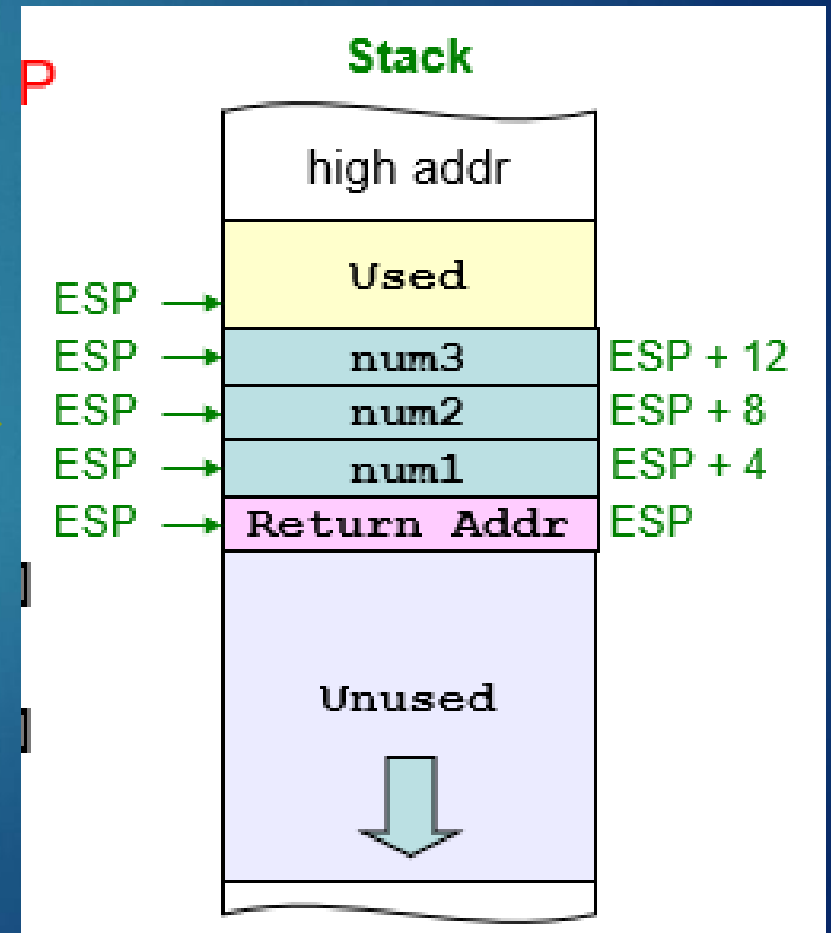 P
Stack
high addr
Used
ESP
ESP num3 ESP + 12
ESP num2 ESP + 8
ESP num1 ESP + 4
ESP Return Addr ESP
]
Unused
]